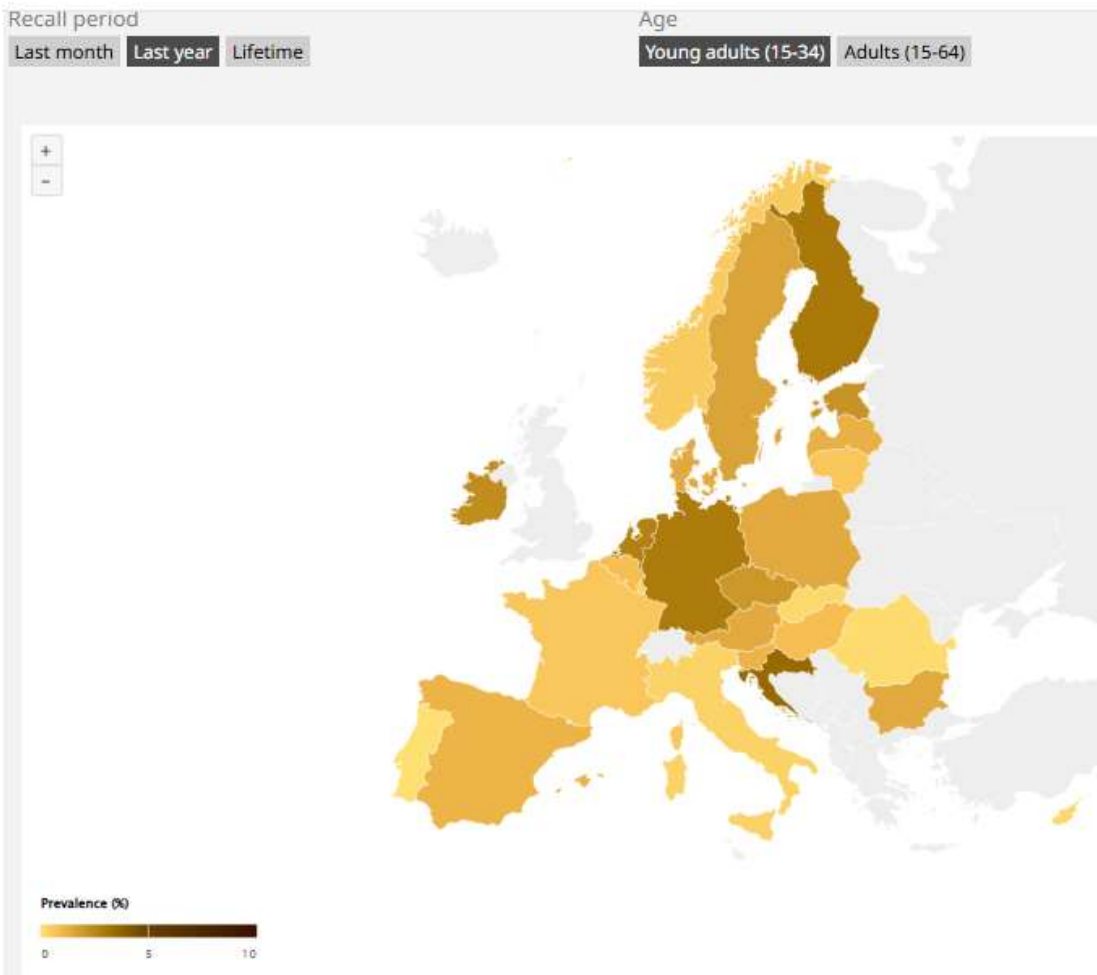 Recall period
Age
Last month Last year Lifetime
Young adults (15-34) Adults (15-64)
+
-
Prevalence (%)
0 5 10